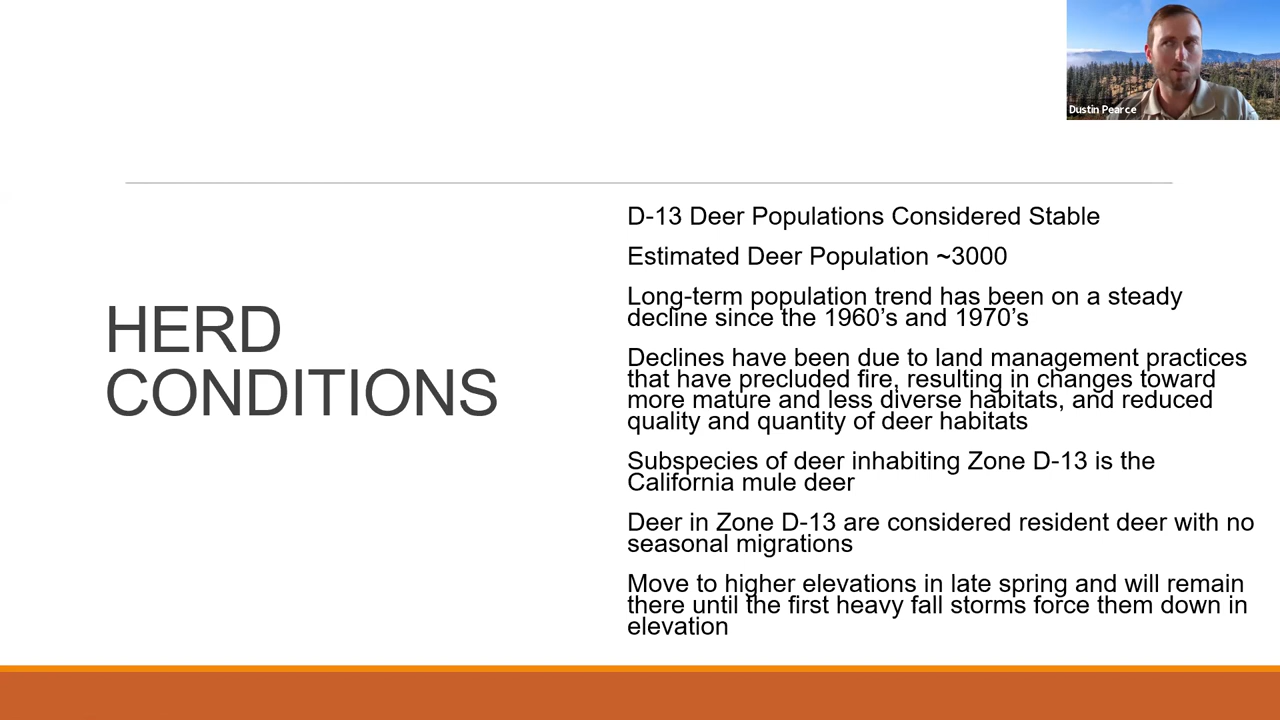 Dustin Pearce
HERD
CONDITIONS
D-13 Deer Populations Considered Stable
Estimated Deer Population ~3000
Long-term population trend has been on a steady
decline since the 1960’s and 1970’s
Declines have been due to land management practices
that have precluded fire, resulting in changes toward
more mature and less diverse habitats, and reduced
quality and quantity of deer habitats
Subspecies of deer inhabiting Zone D-13 is the
California mule deer
Deer in Zone D-13 are considered resident deer with no
seasonal migrations
Move to higher elevations in late spring and will remain
there until the first heavy fall storms force them down in
elevation